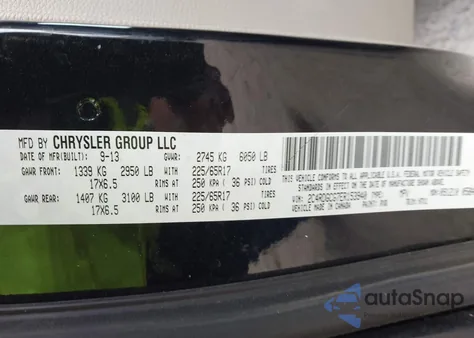 MFD BY CHRYSLER GROUP LLC
DATE OF MFR(BUILT): 9-13 GVWR: 2745 KG 6050 LB
GAWR FRONT: 1339 KG 2950 LB WITH 225/65R17 TIRES
17X6.5 RIMS AT 250 KPA( 36 PSI) COLD
GAWR REAR: 1407 KG 3100 LB WITH 225/65R17 TIRES
17X6.5 RIMS AT 250 KPA( 36 PSI) COLD
THIS VEHICLE CONFORMS TO ALL APPLICABLE U.S.A. FEDERAL MOTOR VEHICLE SAFETY
STANDARDS IN EFFECT ON THE DATE OF MANUFACTURE SHOWN ABOVE.
VIN:
VEHICLE MADE IN CANADA PAINT:
autoSnap